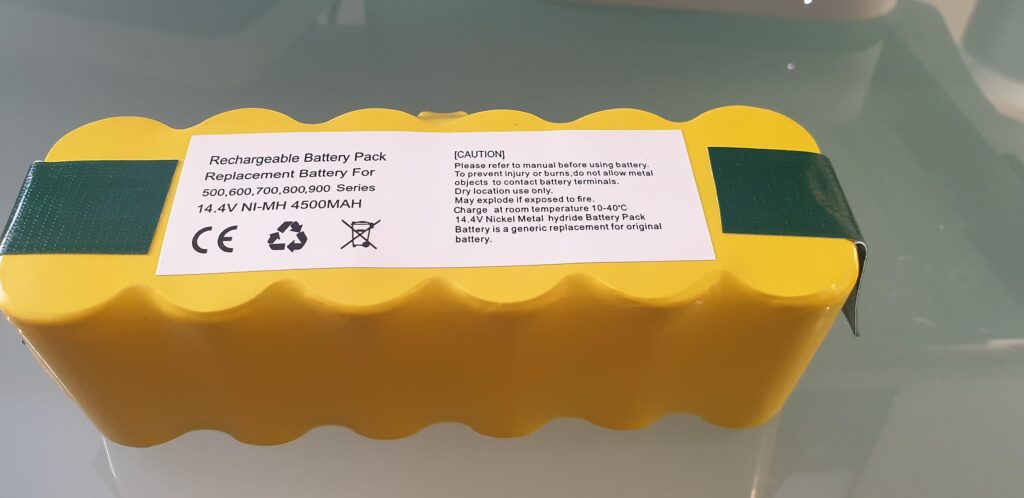 Rechargeable Battery Pack
Replacement Battery For
500,600,700,800,900 Series
14.4V NI-MH 4500MAH
CE
[CAUTION]
Please refer to manual before using battery.
To prevent injury or burns,do not allow metal
objects to contact battery terminals.
Dry location use only.
May explode if exposed to fire.
Charge at room temperature 10-40°C
14.4V Nickel Metal hydride Battery Pack
Battery is a generic replacement for original
battery.